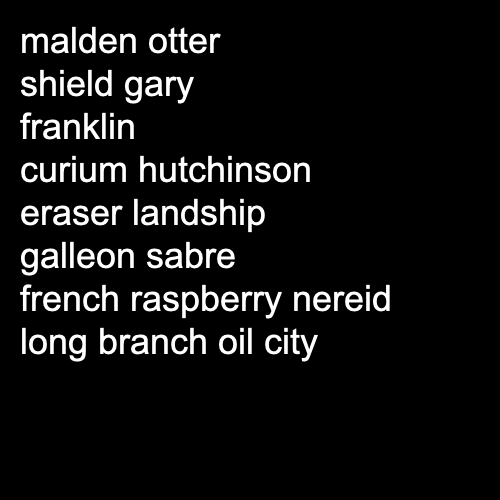 malden otter
shield gary
franklin
curium hutchinson
eraser landship
galleon sabre
french raspberry nereid
long branch oil city